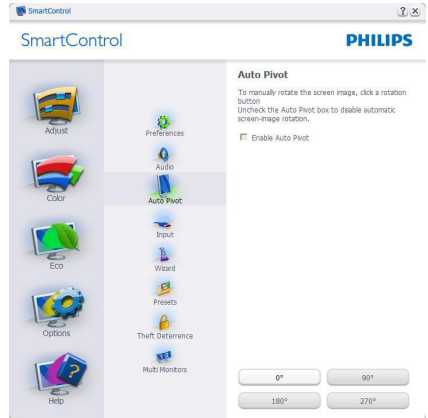 SmartControl
SmartControl
PHILIPS
Adjust
Color
Eco
Options
Help
Preferences
Audio
Auto Pivot
Input
Wizard
Presets
Theft Deterrence
Multi Monitors
Auto Pivot
To manually rotate the screen image, click a rotation
button
Uncheck the Auto Pivot box to disable automatic
screen-image rotation.
Enable Auto Pivot
0°
90°
180°
270°